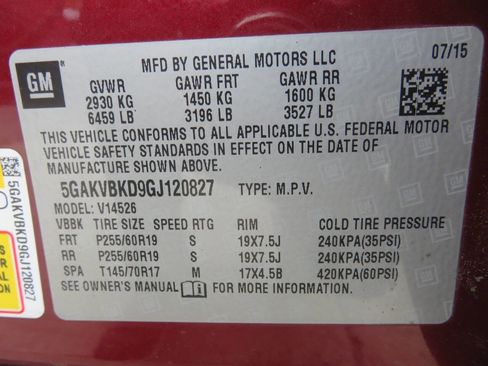 GM
MFD BY GENERAL MOTORS LLC
07/15
GVWR GAWR FRT GAWR RR
2930 KG 1450 KG 1600 KG
6459 LB 3196 LB 3527 LB
THIS VEHICLE CONFORMS TO ALL APPLICABLE U.S. FEDERAL MOTOR
VEHICLE SAFETY STANDARDS IN EFFECT ON THE DATE OF
MANUFACTURE SHOWN ABOVE.
5GAKVBKD9GJ120827 TYPE: M.P.V.
MODEL: V14526
VBBK TIRE SIZE SPEED RTG RIM COLD TIRE PRESSURE
FRT P255/60R19 S 19X7.5J 240KPA(35PSI)
RR P255/60R19 S 19X7.5J 240KPA(35PSI)
SPA T145/70R17 M 17X4.5B 420KPA(60PSI)
SEE OWNER'S MANUAL i FOR MORE INFORMATION.
5GAKVBKD9GJ120827